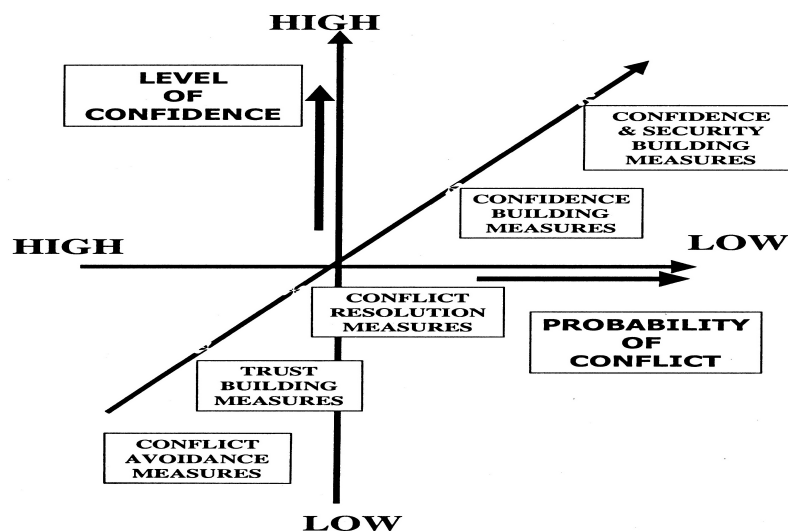 HIGH
LEVEL
OF
CONFIDENCE
CONFIDENCE
& SECURITY
BUILDING
MEASURES
CONFIDENCE
BUILDING
MEASURES
HIGH
LOW
CONFLICT
RESOLUTION
MEASURES
PROBABILITY
OF
CONFLICT
TRUST
BUILDING
MEASURES
CONFLICT
AVOIDANCE
MEASURES
LOW